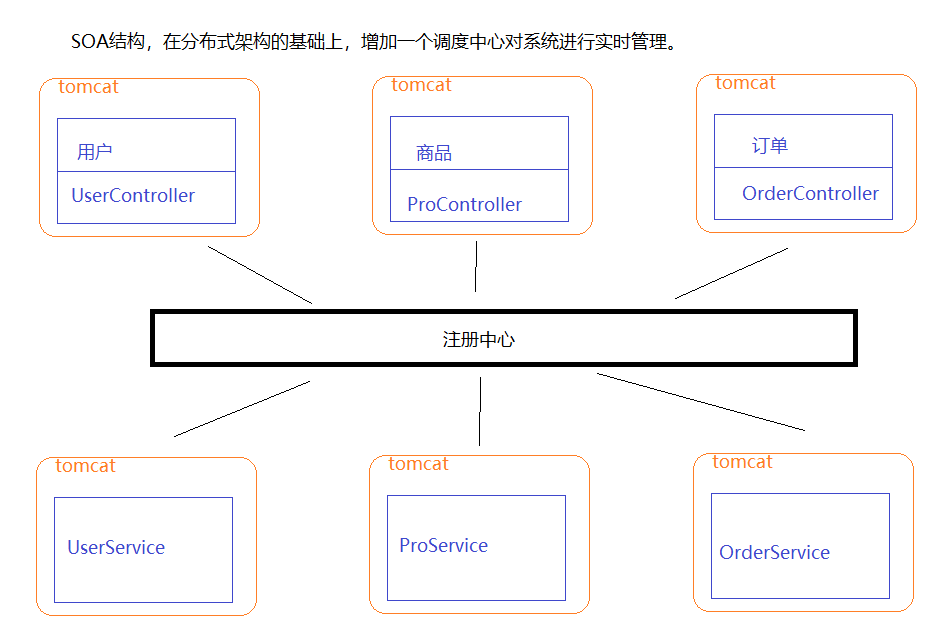 SOA结构，在分布式架构的基础上，增加一个调度中心对系统进行实时管理。
tomcat
tomcat
tomcat
用户
商品
订单
UserController
ProController
OrderController
注册中心
tomcat
tomcat
tomcat
UserService
ProService
OrderService